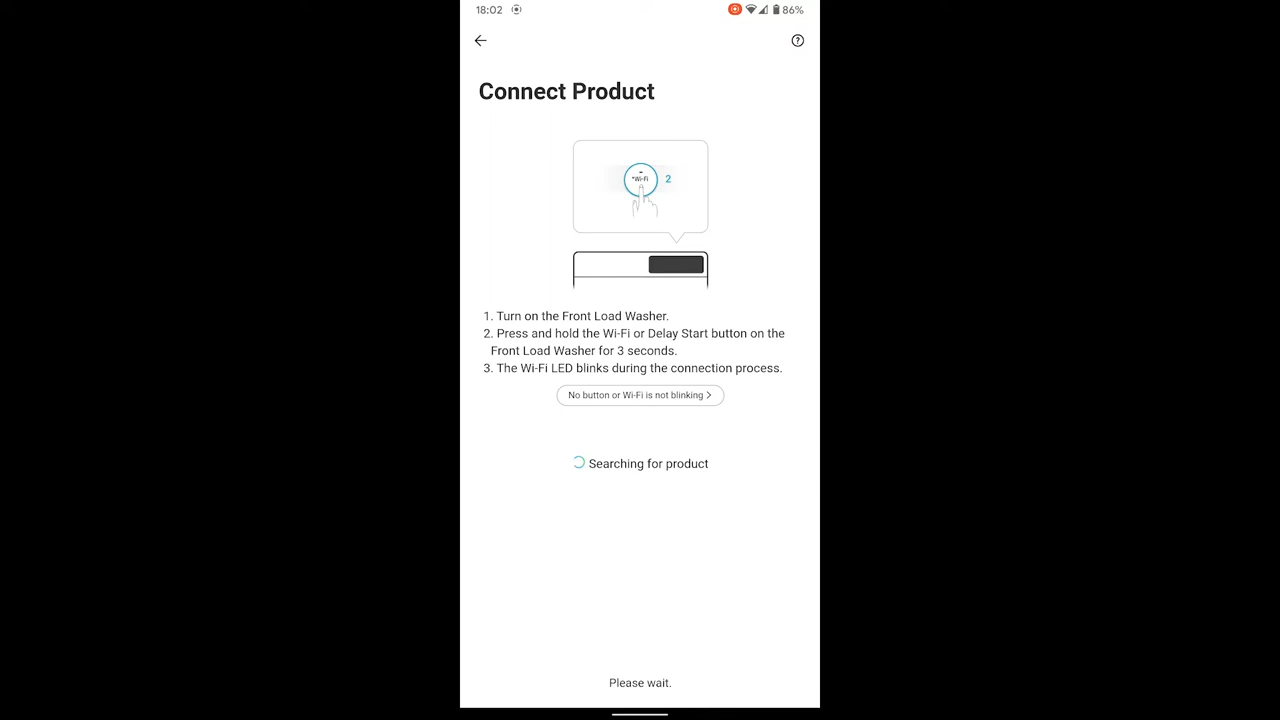 18:02
86%
Connect Product
*Wi-Fi
2
1. Turn on the Front Load Washer.
2. Press and hold the Wi-Fi or Delay Start button on the
Front Load Washer for 3 seconds.
3. The Wi-Fi LED blinks during the connection process.
No button or Wi-Fi is not blinking >
Searching for product
Please wait.